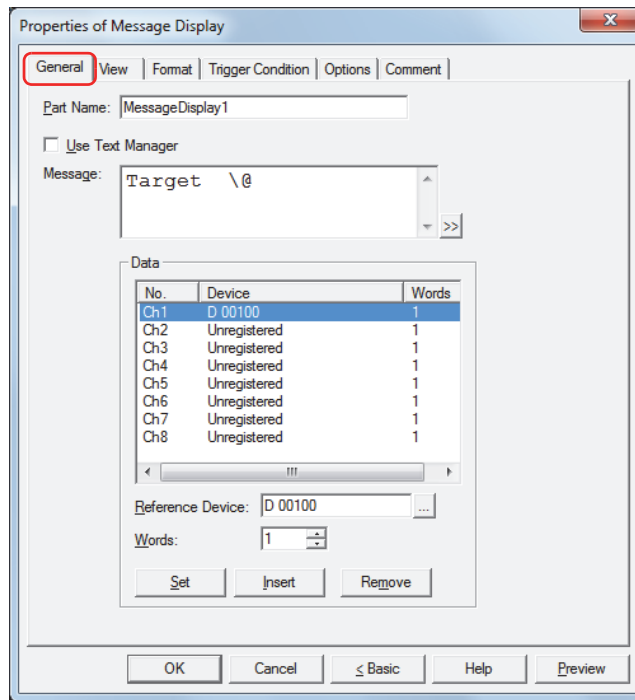 Properties of Message Display
General View Format Trigger Condition Options Comment
Part Name: MessageDisplay1
Use Text Manager
Message: Target \@
>>
Data
No. Device Words
Ch1 D 00100 1
Ch2 Unregistered 1
Ch3 Unregistered 1
Ch4 Unregistered 1
Ch5 Unregistered 1
Ch6 Unregistered 1
Ch7 Unregistered 1
Ch8 Unregistered 1
Reference Device: D 00100 ...
Words: 1
Set Insert Remove
OK Cancel < Basic Help Preview